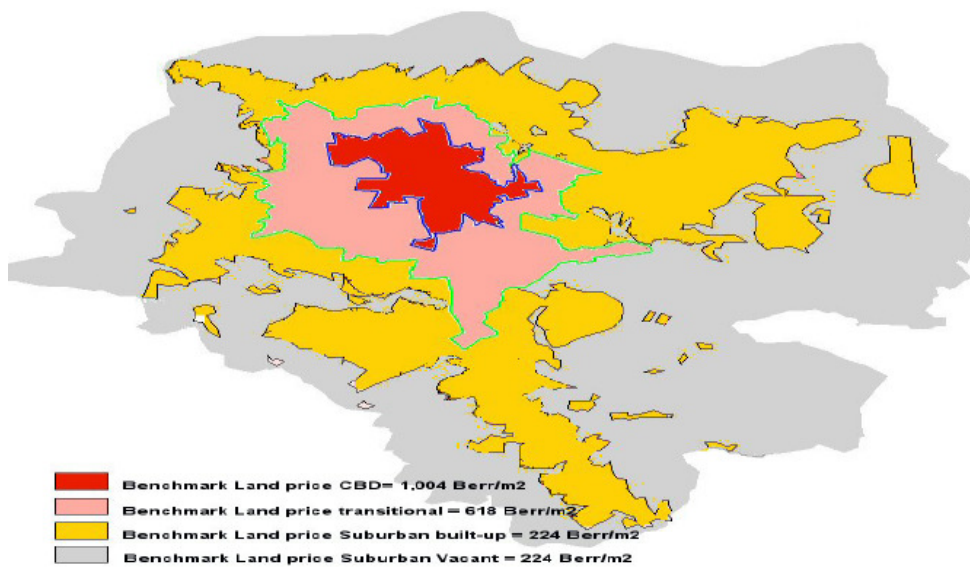 Benchmark Land price CBD= 1,004 Berr/m2
Benchmark Land price transitional = 618 Berr/m2
Benchmark Land price Suburban built-up = 224 Berr/m2
Benchmark Land price Suburban Vacant = 224 Berr/m2